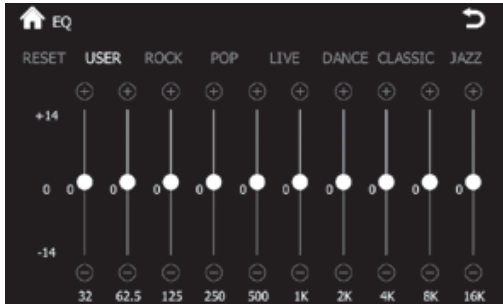 EQ
RESET USER ROCK POP LIVE DANCE CLASSIC JAZZ
+14
0 0 0 0 0 0 0 0 0 0 0
-14
32 62.5 125 250 500 1K 2K 4K 8K 16K